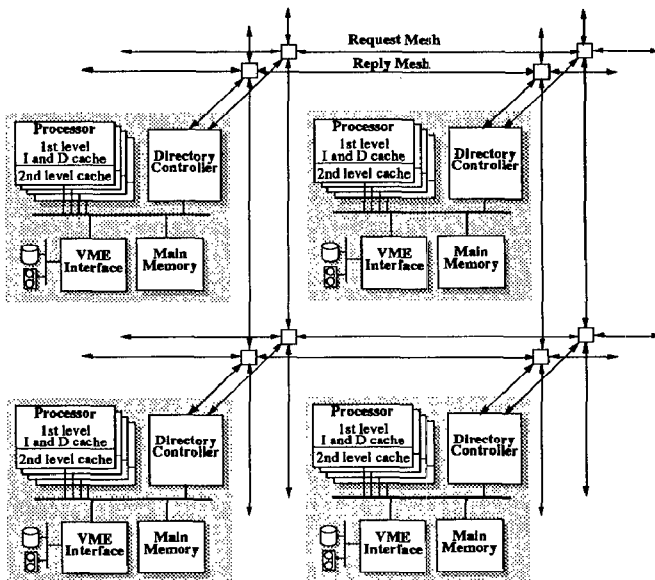 Request Mesh
Reply Mesh
Processor
1st level
I and D cache
2nd level cache
Directory
Controller
VME
Interface
Main
Memory
Processor
1st level
I and D cache
2nd level cache
Directory
Controller
VME
Interface
Main
Memory
Processor
1st level
I and D cache
2nd level cache
Directory
Controller
VME
Interface
Main
Memory
Processor
1st level
I and D cache
2nd level cache
Directory
Controller
VME
Interface
Main
Memory